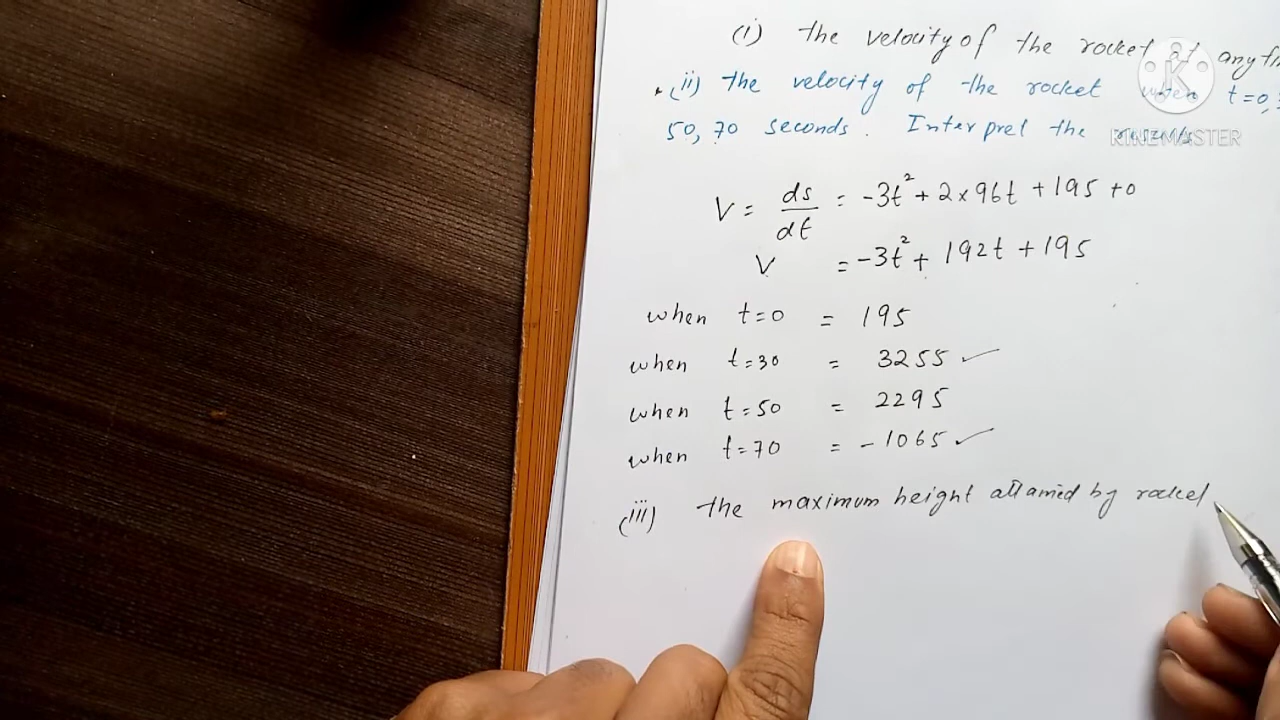 (i) the velocity of the rocket at any
*(ii) the velocity of the rocket when t=0,
50, 70 seconds. Interpret the results
KINEMASTER
V = ds/dt = -3t² + 2×96t + 195 + 0
V = -3t² + 192t + 195
when t=0 = 195
when t=30 = 3255 ✓
when t=50 = 2295
when t=70 = -1065 ✓
(iii) the maximum height attained by rocket